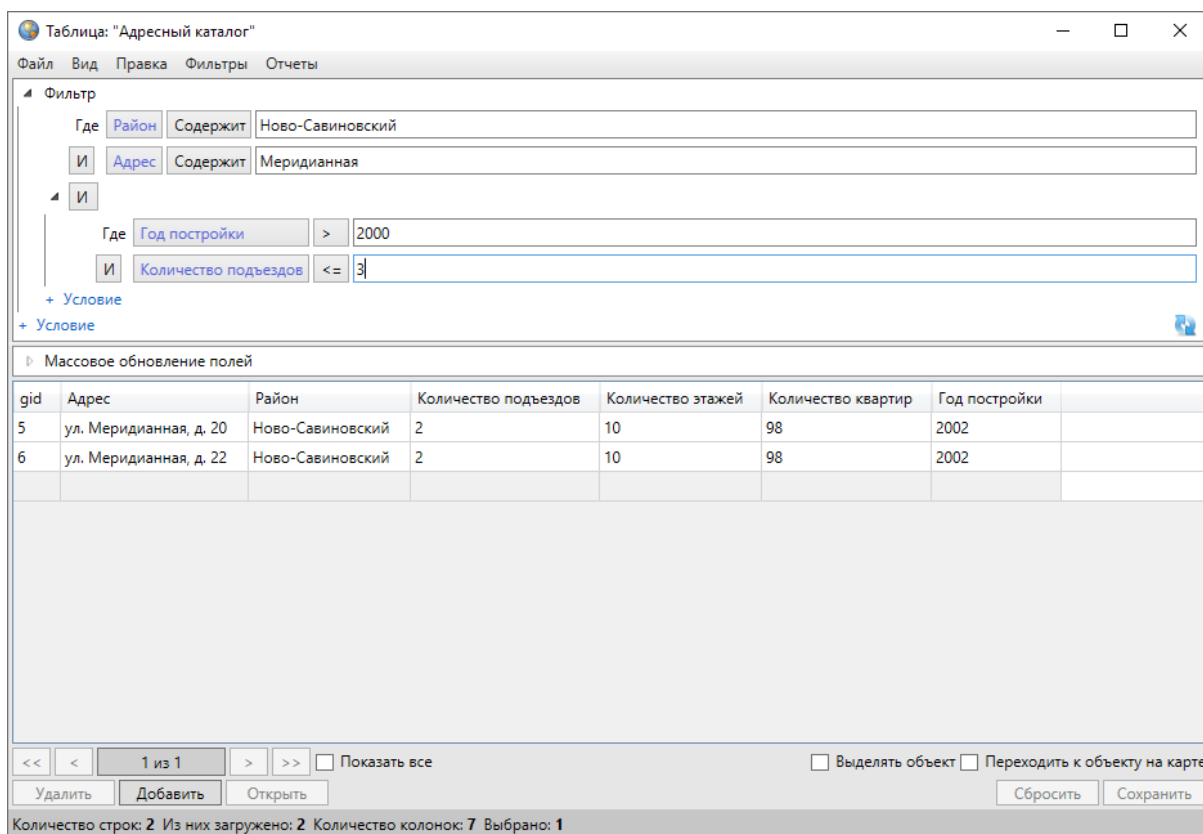 Таблица: "Адресный каталог"
Файл Вид Правка Фильтры Отчеты
Фильтр
Где Район Содержит Ново-Савиновский
И Адрес Содержит Меридианная
И
Где Год постройки > 2000
И Количество подъездов <= 3
+ Условие
+ Условие
Массовое обновление полей
gid Адрес Район Количество подъездов Количество этажей Количество квартир Год постройки
5 ул. Меридианная, д. 20 Ново-Савиновский 2 10 98 2002
6 ул. Меридианная, д. 22 Ново-Савиновский 2 10 98 2002
<< < 1 из 1 > >> Показать все Выделять объект Переходить к объекту на карте
Удалить Добавить Открыть Сбросить Сохранить
Количество строк: 2 Из них загружено: 2 Количество колонок: 7 Выбрано: 1